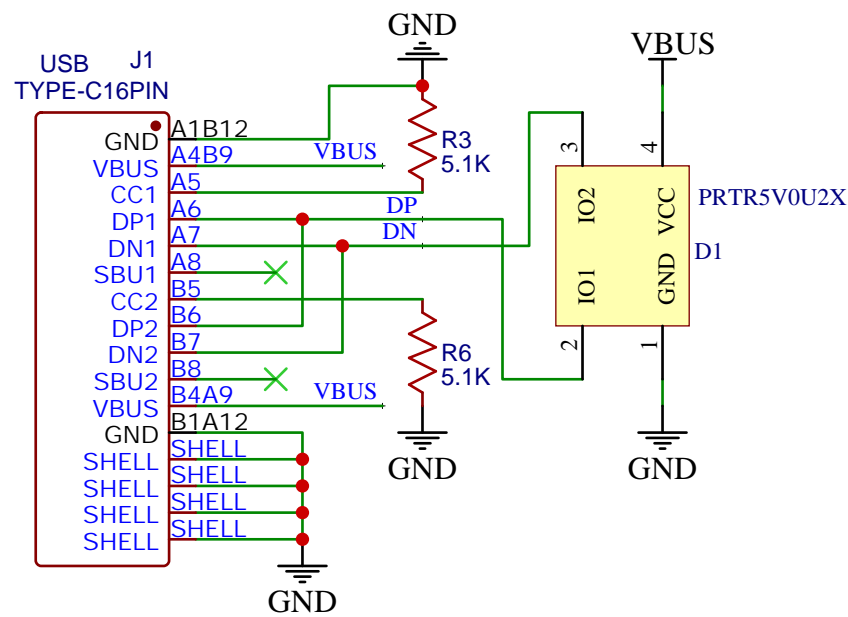 GND
VBUS
USB J1
TYPE-C16PIN
GND A1B12
VBUS A4B9 VBUS
CC1 A5
DP1 A6 DP
DN1 A7 DN
SBU1 A8
CC2 B5
DP2 B6
DN2 B7
SBU2 B8
VBUS B4A9 VBUS
GND B1A12
SHELL SHELL
SHELL SHELL
SHELL SHELL
SHELL SHELL
GND
R3
5.1K
R6
5.1K
GND
3 4
IO2 VCC
IO1 GND
2 1
PRTR5V0U2X
D1
GND